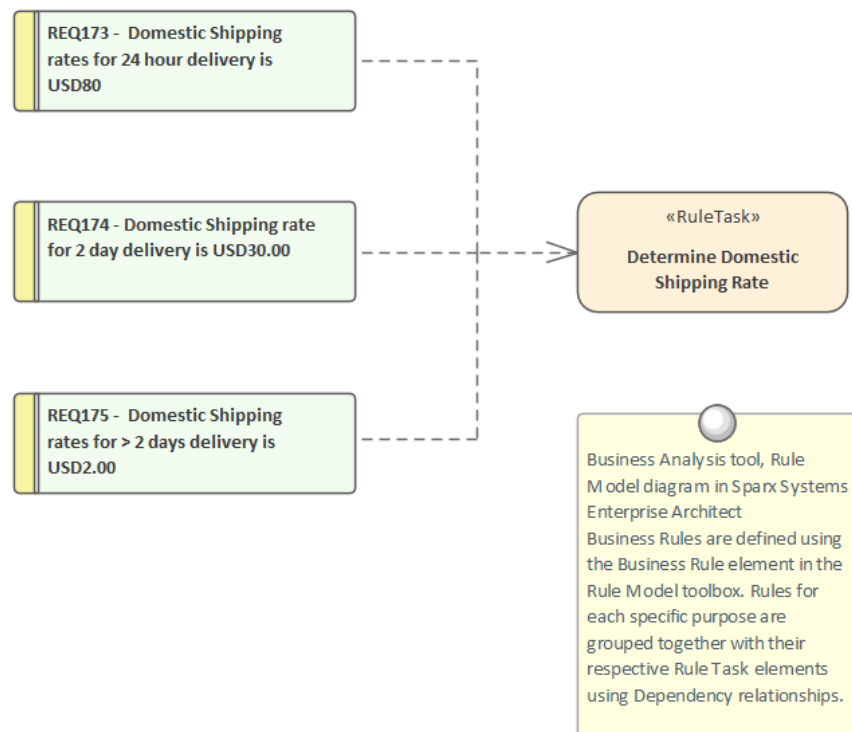 REQ173 -  Domestic Shipping
rates for 24 hour delivery is
USD80
REQ174 - Domestic Shipping rate
for 2 day delivery is USD30.00
REQ175 -  Domestic Shipping
rates for > 2 days delivery is
USD2.00
«RuleTask»
Determine Domestic
Shipping Rate
Business Analysis tool, Rule
Model diagram in Sparx Systems
Enterprise Architect
Business Rules are defined using
the Business Rule element in the
Rule Model toolbox. Rules for
each specific purpose are
grouped together with their
respective Rule Task elements
using Dependency relationships.